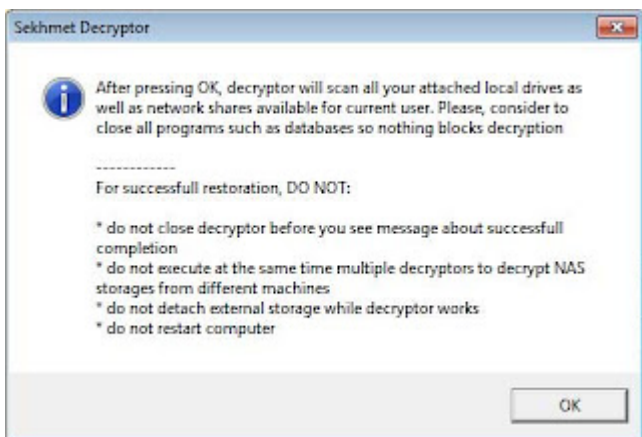 Sekhmet Decryptor
After pressing OK, decryptor will scan all your attached local drives as
well as network shares available for current user. Please, consider to
close all programs such as databases so nothing blocks decryption
------------
For successfull restoration, DO NOT:
* do not close decryptor before you see message about successfull
completion
* do not execute at the same time multiple decryptors to decrypt NAS
storages from different machines
* do not detach external storage while decryptor works
* do not restart computer
OK